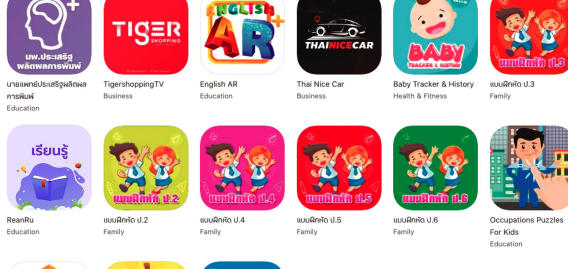 นพ.ประเสริฐ
ผลิตผลการพิมพ์
TIGER
SHOPPING
ENGLISH
AR
THAINICECAR
BABY
TRACKER & HISTORY
แบบฝึกหัด ป.3
นายแพทย์ประเสริฐผลิตผล
การพิมพ์
Education
TigershoppingTV
Business
English AR
Education
Thai Nice Car
Business
Baby Tracker & History
Health & Fitness
แบบฝึกหัด ป.3
Family
เรียนรู้
แบบฝึกหัด ป.2
แบบฝึกหัด ป.4
แบบฝึกหัด ป.5
แบบฝึกหัด ป.6
ReanRu
Education
แบบฝึกหัด ป.2
Family
แบบฝึกหัด ป.4
Family
แบบฝึกหัด ป.5
Family
แบบฝึกหัด ป.6
Family
Occupations Puzzles
For Kids
Education